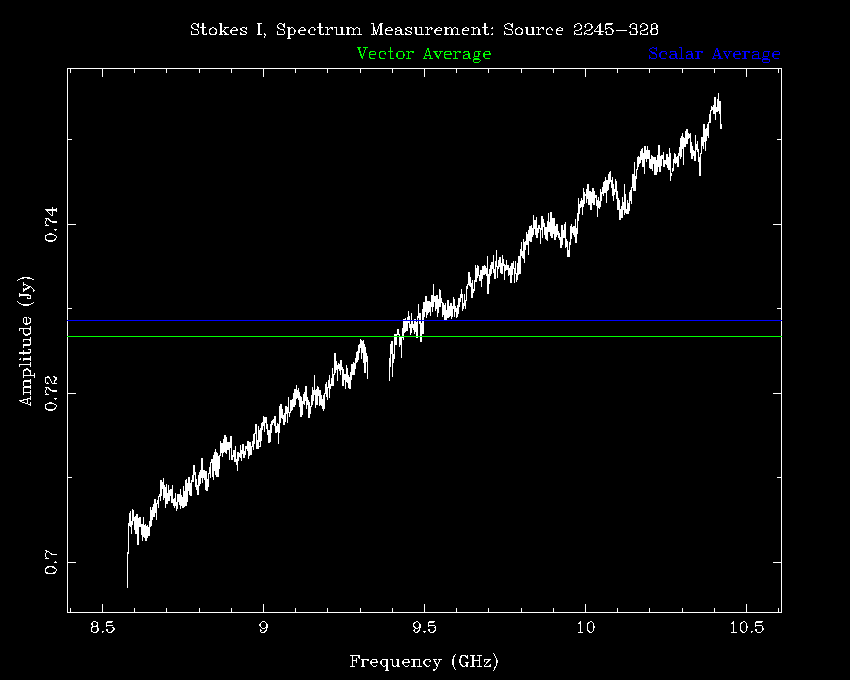 Stokes I, Spectrum Measurement: Source 2245−328
Vector Average Scalar Average
Amplitude (Jy)
0.74
0.72
0.7
8.5 9 9.5 10 10.5
Frequency (GHz)